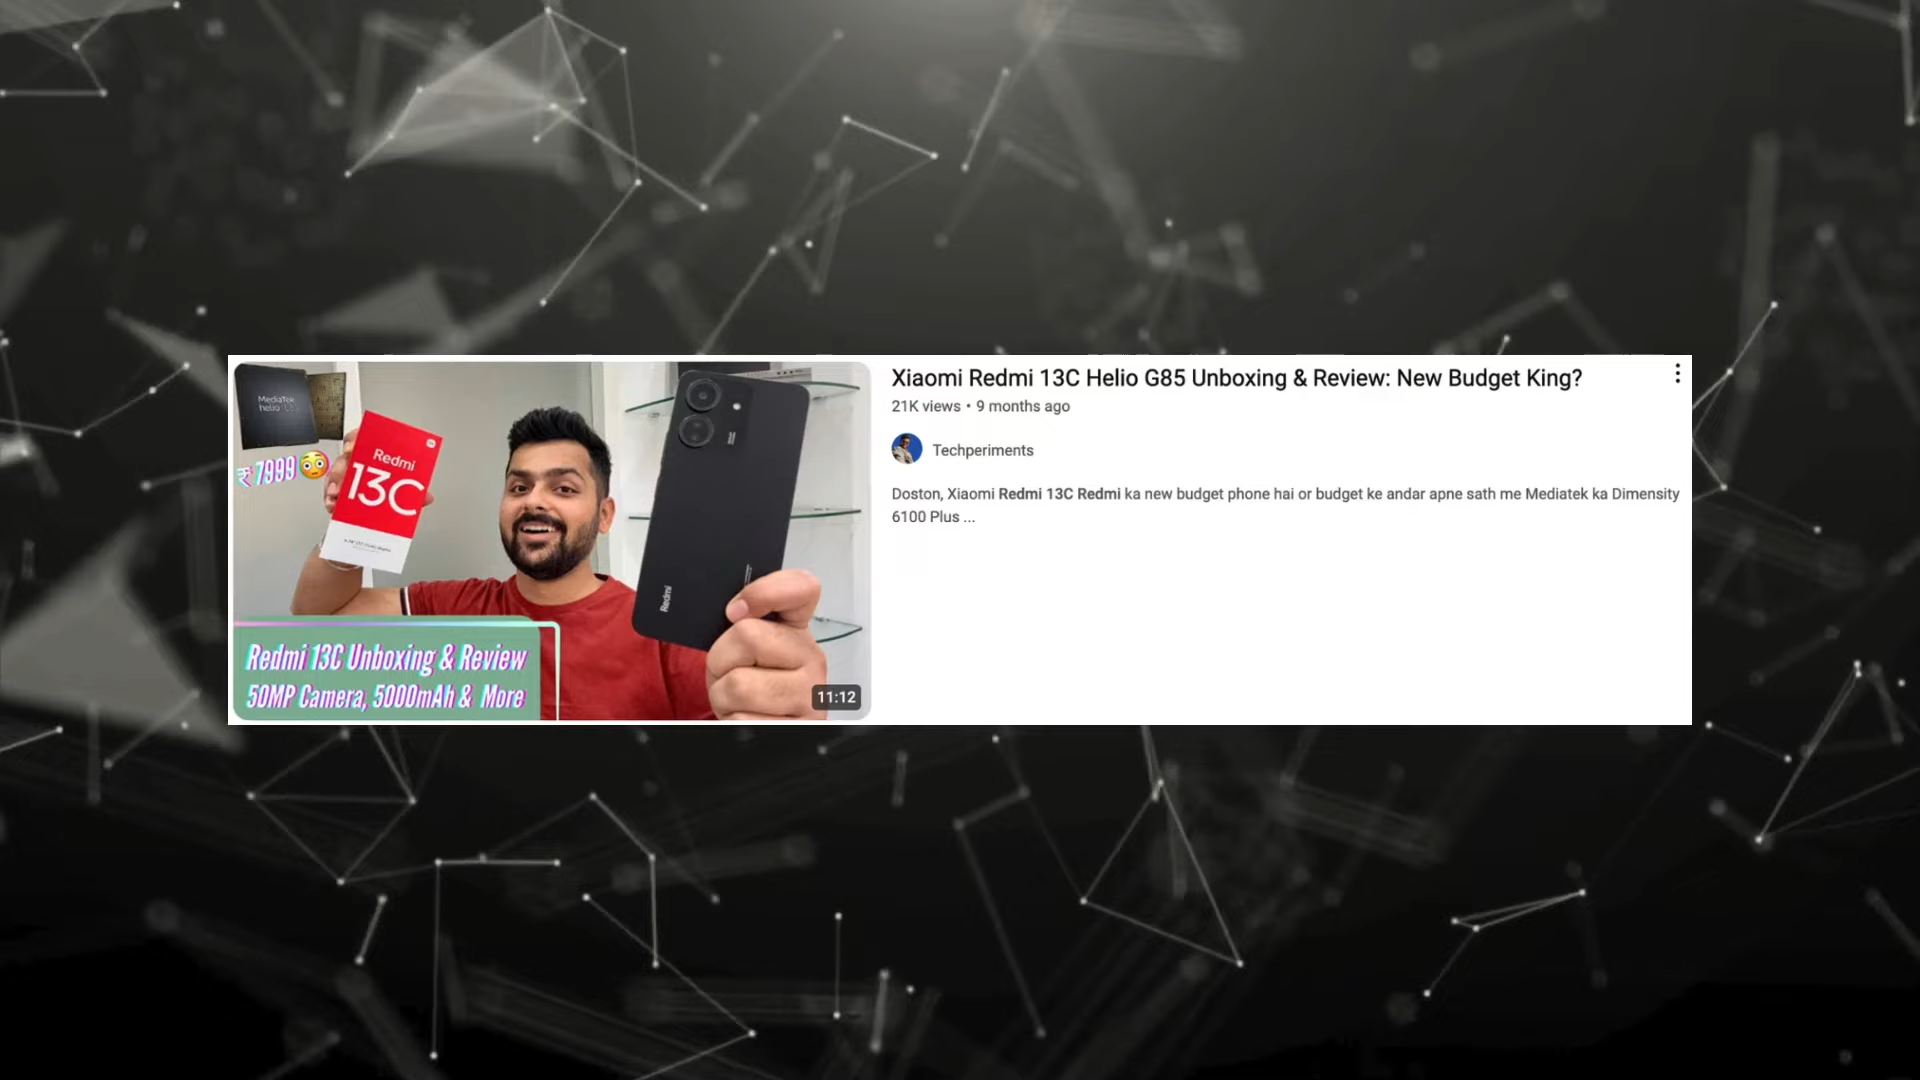 Xiaomi Redmi 13C Helio G85 Unboxing & Review: New Budget King?
21K views • 9 months ago
Techperiments
Doston, Xiaomi Redmi 13C Redmi ka new budget phone hai or budget ke andar apne sath me Mediatek ka Dimensity
6100 Plus ...
MediaTek
helio
₹ 7999
Redmi
13C
Redmi
Redmi 13C Unboxing & Review
50MP Camera, 5000mAh & More
11:12